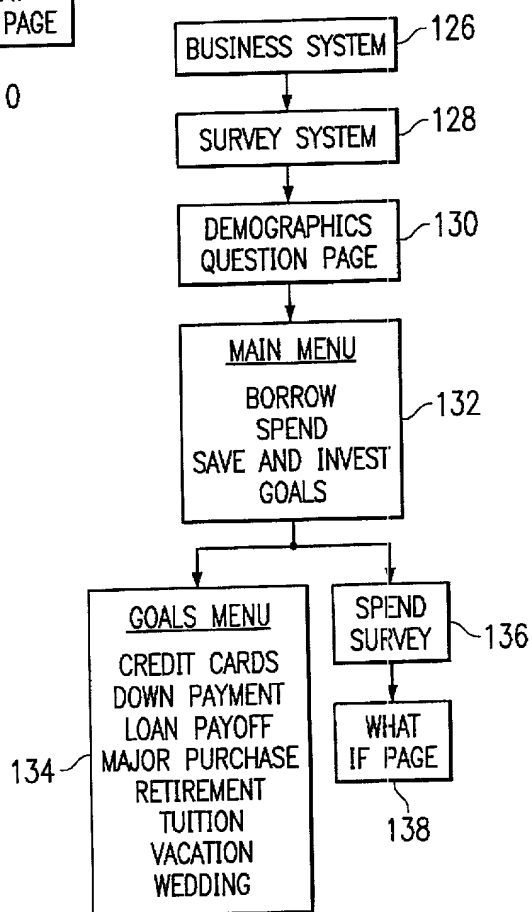 PAGE
0
BUSINESS SYSTEM
126
SURVEY SYSTEM
128
DEMOGRAPHICS
QUESTION PAGE
130
MAIN MENU
BORROW
SPEND
SAVE AND INVEST
GOALS
132
GOALS MENU
CREDIT CARDS
DOWN PAYMENT
LOAN PAYOFF
MAJOR PURCHASE
RETIREMENT
TUITION
VACATION
WEDDING
134
SPEND
SURVEY
136
WHAT
IF PAGE
138